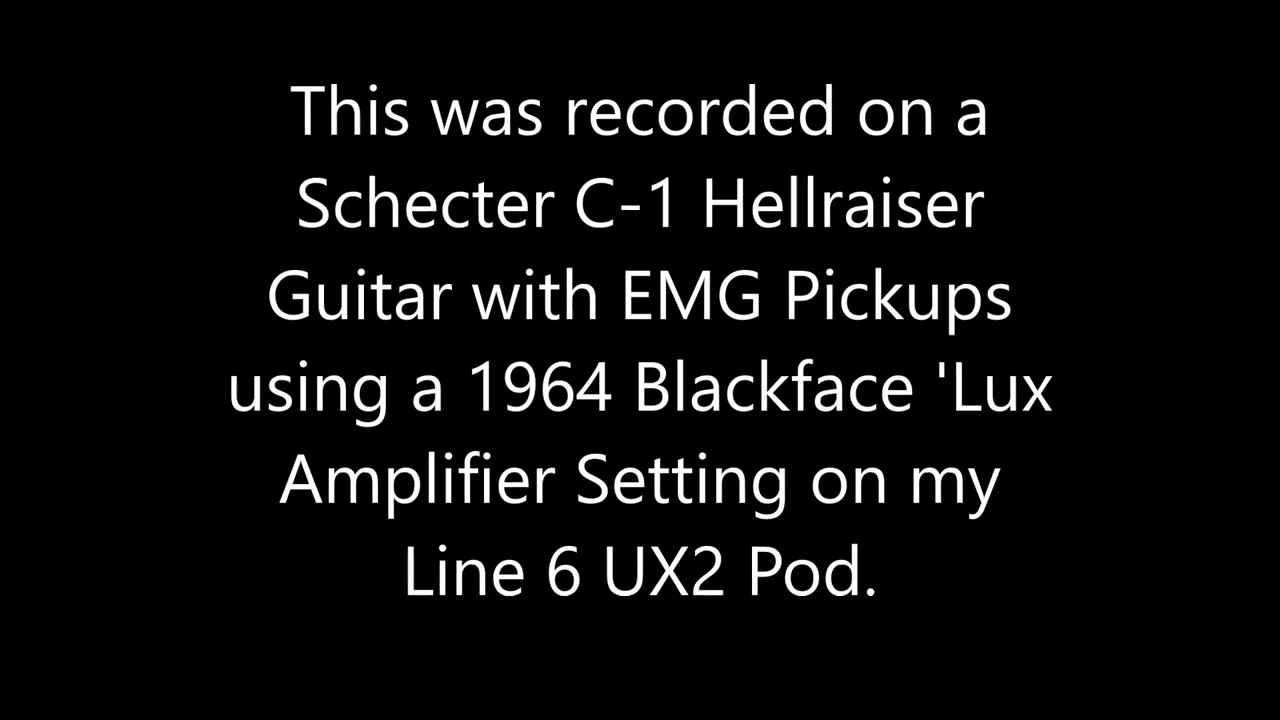 This was recorded on a
Schecter C-1 Hellraiser
Guitar with EMG Pickups
using a 1964 Blackface 'Lux
Amplifier Setting on my
Line 6 UX2 Pod.